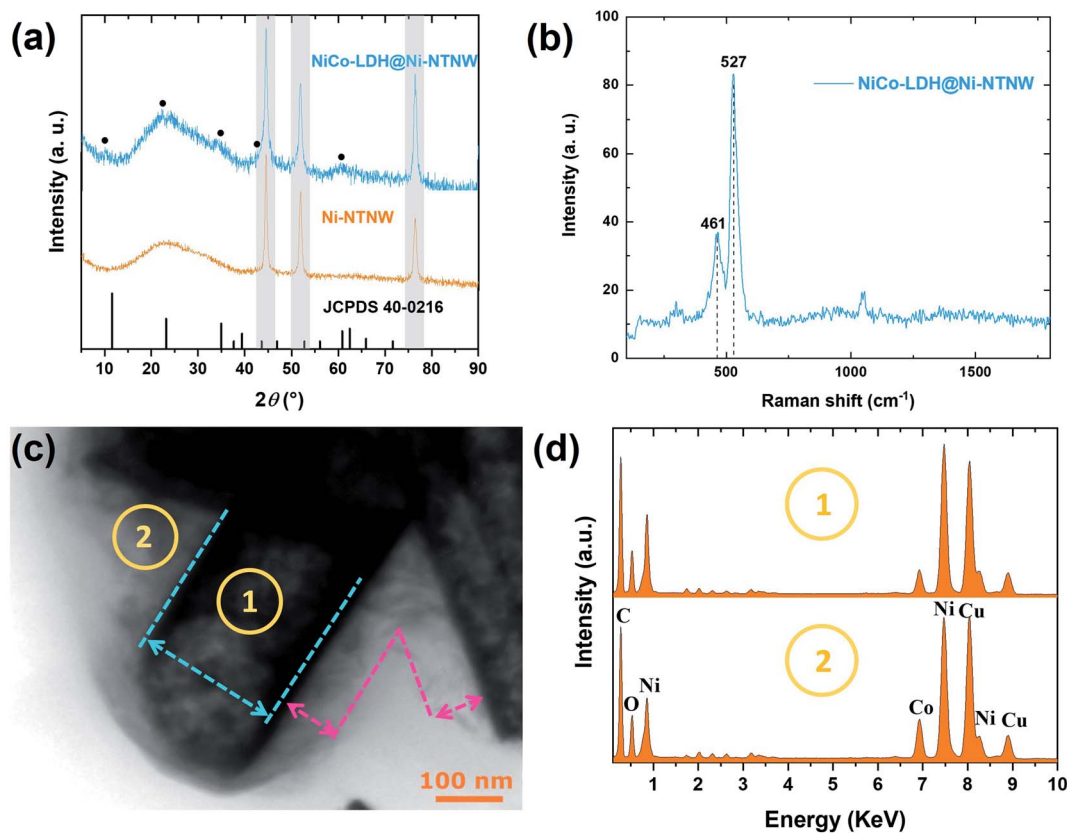 (a)
NiCo-LDH@Ni-NTNW
Ni-NTNW
JCPDS 40-0216
Intensity (a. u.)
10 20 30 40 50 60 70 80 90
2θ (°)
(b)
100
80
60
40
20
0
527
461
NiCo-LDH@Ni-NTNW
Intensity (a. u.)
500 1000 1500
Raman shift (cm⁻¹)
(c)
2
1
100 nm
(d)
1
2
C
O
Ni
Co
Ni
Cu
Ni
Cu
Intensity (a.u.)
1 2 3 4 5 6 7 8 9 10
Energy (KeV)